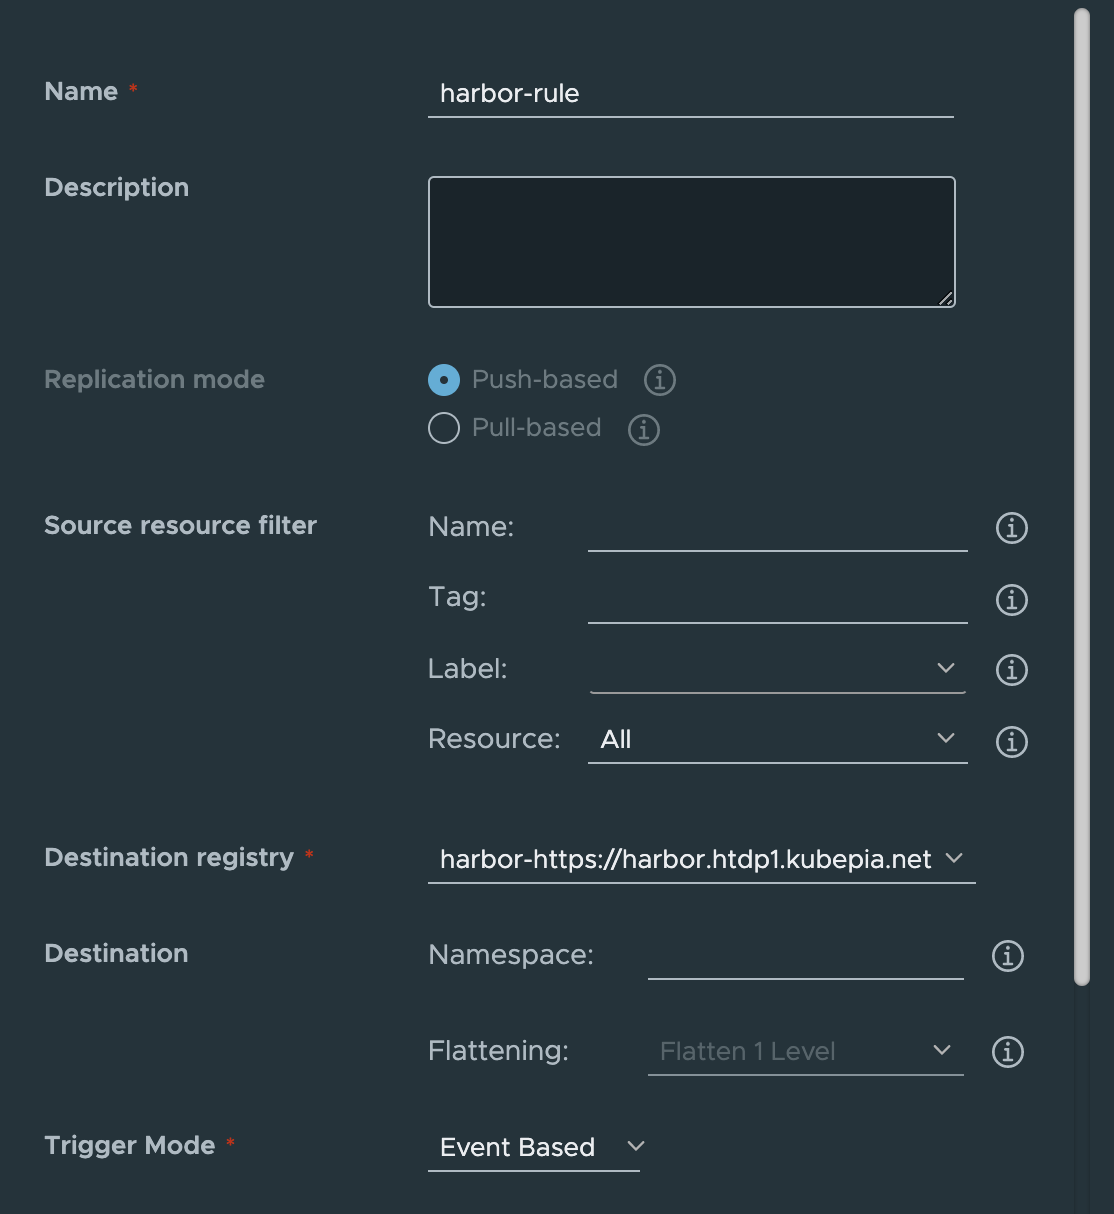 Name *
harbor-rule
Description
Replication mode
Push-based
Pull-based
Source resource filter
Name:
Tag:
Label:
Resource: All
Destination registry *
harbor-https://harbor.htdp1.kubepia.net
Destination
Namespace:
Flattening: Flatten 1 Level
Trigger Mode *
Event Based